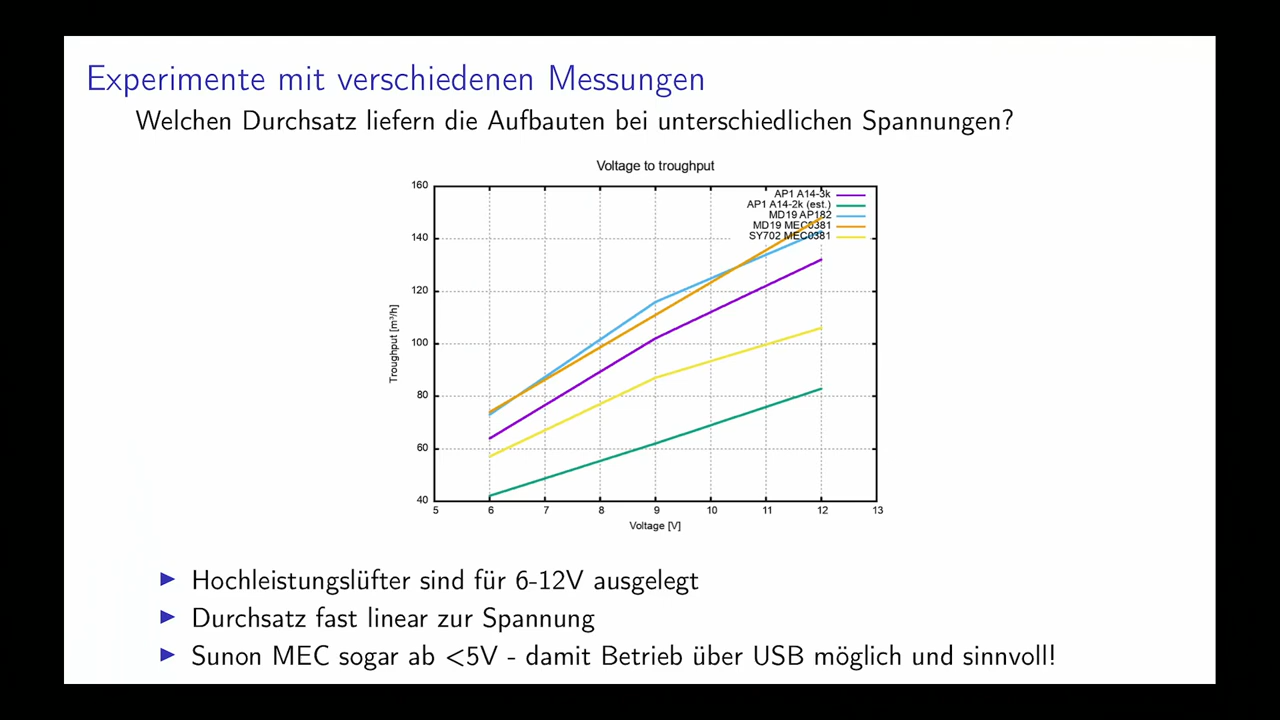 Experimente mit verschiedenen Messungen
Welchen Durchsatz liefern die Aufbauten bei unterschiedlichen Spannungen?
Voltage to troughput
160
140
120
100
80
60
40
Troughput [m³/h]
AP1 A14-3k
AP1 A14-2k (est.)
MD19 AP182
MD19 MEC0381
SY702 MEC0381
5 6 7 8 9 10 11 12 13
Voltage [V]
▶ Hochleistungslüfter sind für 6-12V ausgelegt
▶ Durchsatz fast linear zur Spannung
▶ Sunon MEC sogar ab <5V - damit Betrieb über USB möglich und sinnvoll!